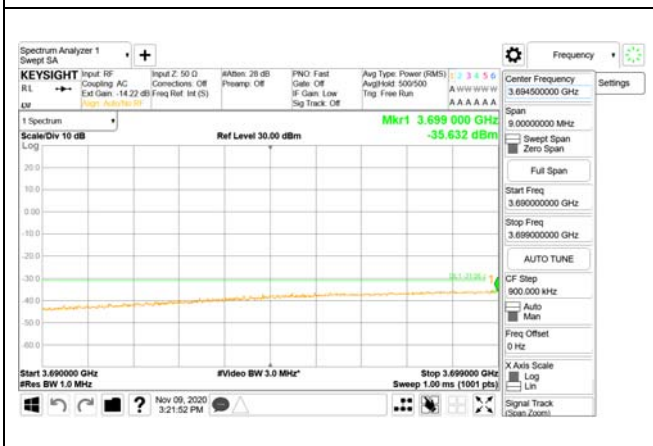 Spectrum Analyzer 1
Swept SA
Frequency
KEYSIGHT
RL
Input: RF
Coupling: AC
Ext Gain: -14.22 dB
Align: Auto/No RF
Input Z: 50 Ω
Corrections: Off
Freq Ref: Int (S)
#Atten: 28 dB
Preamp: Off
PNO: Fast
Gate: Off
IF Gain: Low
Sig Track: Off
Avg Type: Power (RMS)
Avg|Hold: 500/500
Trig: Free Run
1 2 3 4 5 6
A W W W W W
A A A A A A
1 Spectrum
Scale/Div 10 dB
Log
Ref Level 30.00 dBm
Mkr1 3.699 000 GHz
-35.632 dBm
20.0
10.0
0.00
-10.0
-20.0
-30.0
-40.0
-50.0
-60.0
1
Start 3.690000 GHz
#Res BW 1.0 MHz
#Video BW 3.0 MHz*
Stop 3.699000 GHz
Sweep 1.00 ms (1001 pts)
Nov 09, 2020
3:21:52 PM
Center Frequency
3.694500000 GHz
Settings
Span
9.00000000 MHz
Swept Span
Zero Span
Full Span
Start Freq
3.690000000 GHz
Stop Freq
3.699000000 GHz
AUTO TUNE
CF Step
900.000 kHz
Auto
Man
Freq Offset
0 Hz
X Axis Scale
Log
Lin
Signal Track
(Span Zoom)